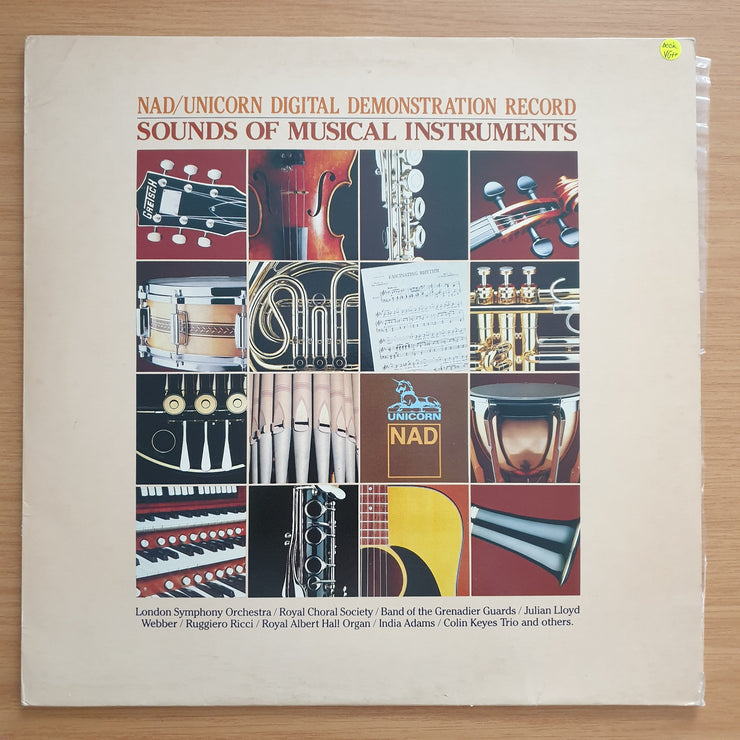 Dook
VG++
NAD/UNICORN DIGITAL DEMONSTRATION RECORD
SOUNDS OF MUSICAL INSTRUMENTS
GRETSCH
FASCINATING RHYTHM
UNICORN
NAD
London Symphony Orchestra / Royal Choral Society / Band of the Grenadier Guards / Julian Lloyd
Webber / Ruggiero Ricci / Royal Albert Hall Organ / India Adams / Colin Keyes Trio and others.